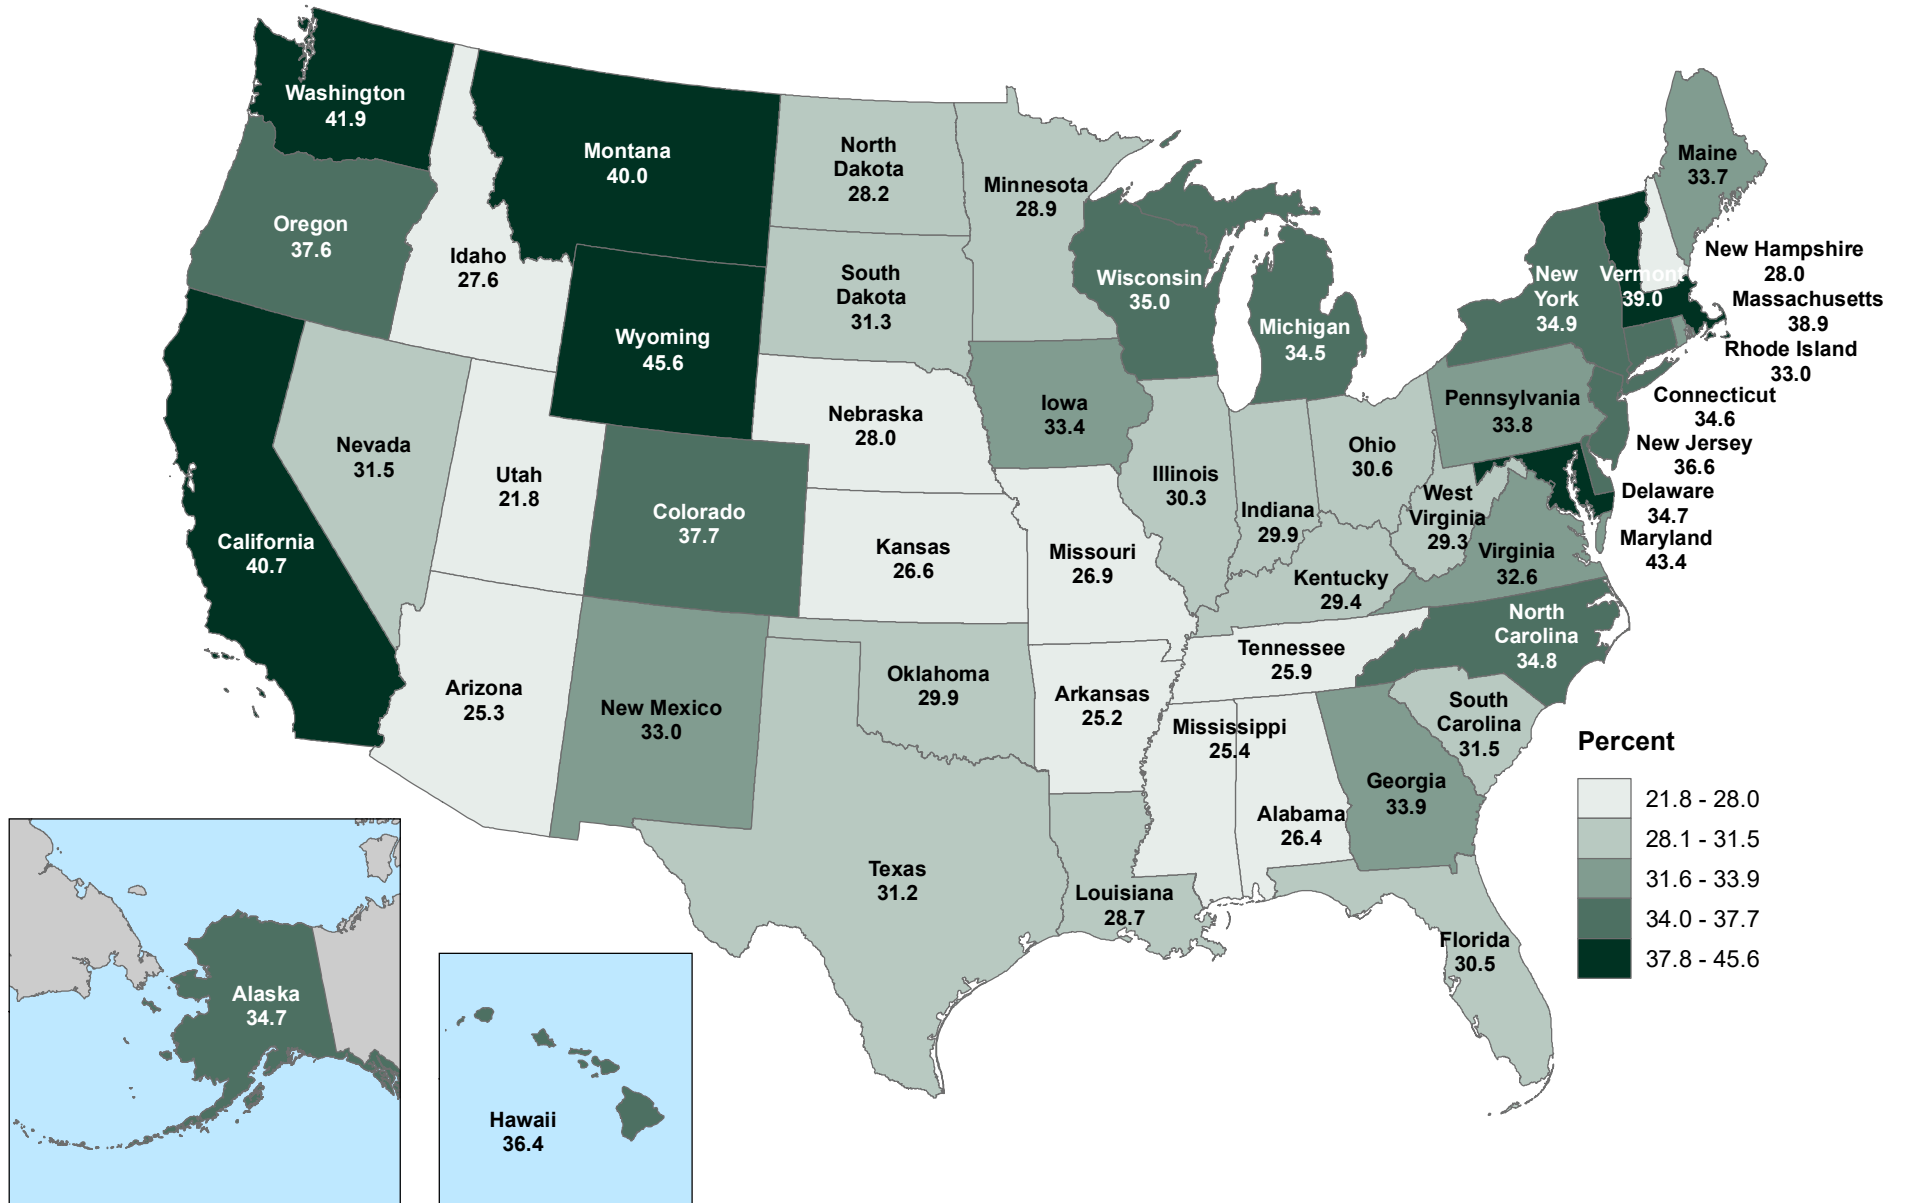 Washington
41.9
Montana
40.0
North
Dakota
28.2
Minnesota
28.9
Maine
33.7
Oregon
37.6
Idaho
27.6
South
Dakota
31.3
Wisconsin
35.0
Michigan
34.5
New
York
34.9
Vermont
39.0
New Hampshire
28.0
Massachusetts
38.9
Rhode Island
33.0
Connecticut
34.6
New Jersey
36.6
Delaware
34.7
Maryland
43.4
Wyoming
45.6
Nebraska
28.0
Iowa
33.4
Pennsylvania
33.8
Nevada
31.5
Utah
21.8
Colorado
37.7
Illinois
30.3
Indiana
29.9
Ohio
30.6
West
Virginia
29.3
Virginia
32.6
California
40.7
Kansas
26.6
Missouri
26.9
Kentucky
29.4
North
Carolina
34.8
Tennessee
25.9
Arizona
25.3
New Mexico
33.0
Oklahoma
29.9
Arkansas
25.2
Mississippi
25.4
Alabama
26.4
South
Carolina
31.5
Georgia
33.9
Texas
31.2
Louisiana
28.7
Florida
30.5
Alaska
34.7
Hawaii
36.4
Percent
21.8 - 28.0
28.1 - 31.5
31.6 - 33.9
34.0 - 37.7
37.8 - 45.6